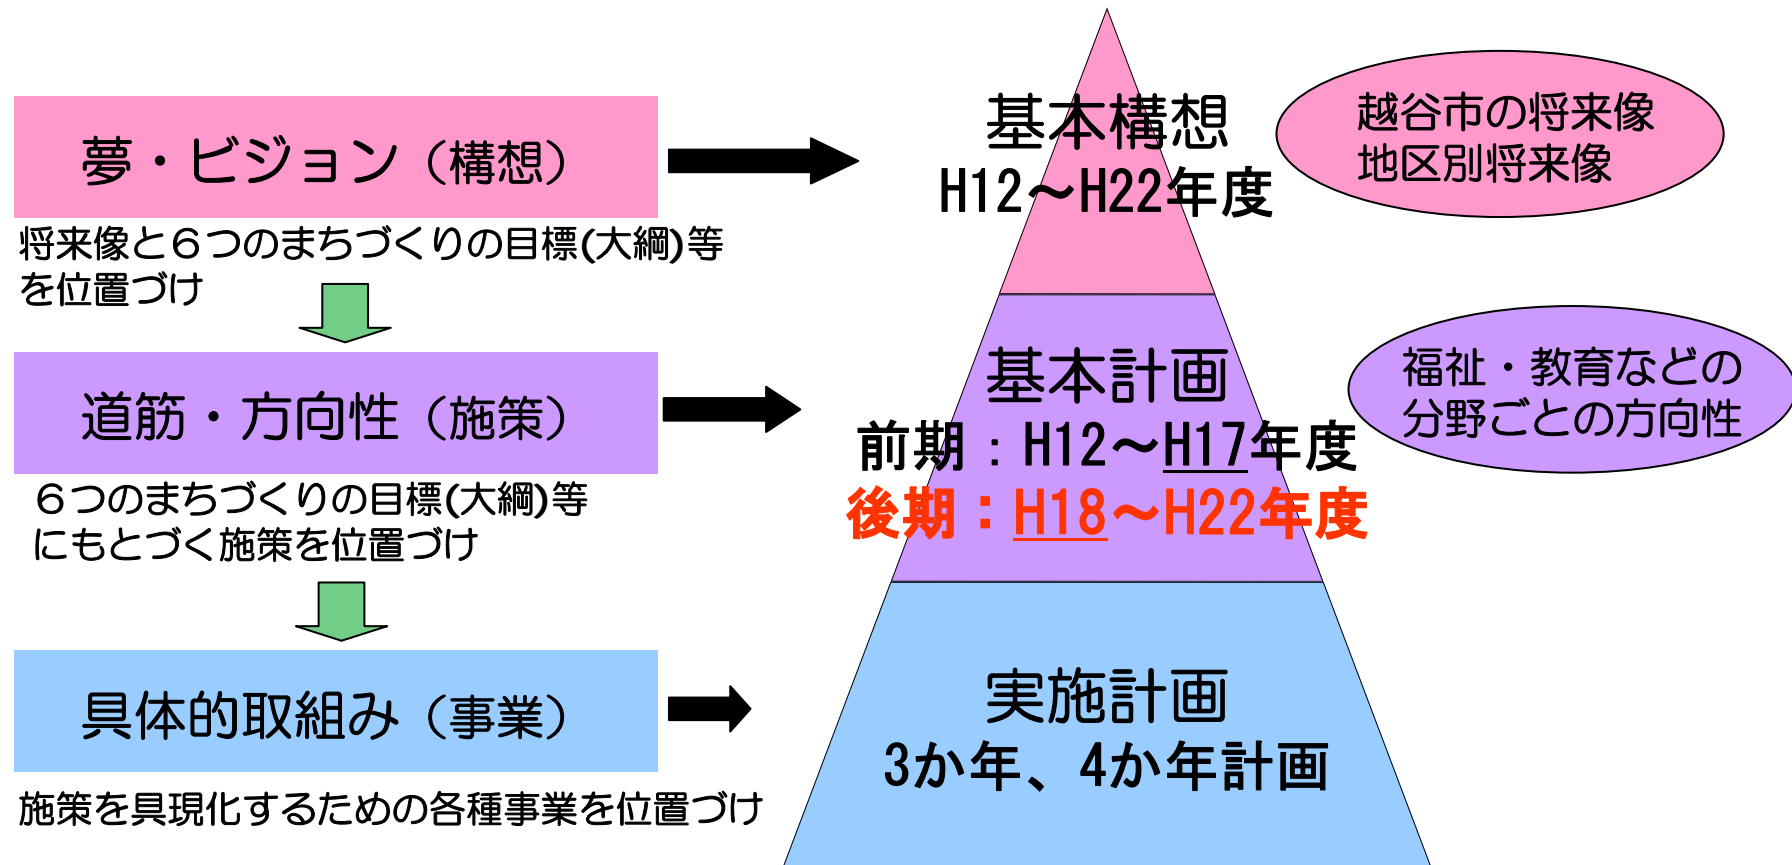 夢・ビジョン（構想）
将来像と６つのまちづくりの目標(大綱)等
を位置づけ
道筋・方向性（施策）
６つのまちづくりの目標(大綱)等
にもとづく施策を位置づけ
具体的取組み（事業）
施策を具現化するための各種事業を位置づけ
基本構想
H12～H22年度
越谷市の将来像
地区別将来像
基本計画
前期：H12～H17年度
後期：H18～H22年度
福祉・教育などの
分野ごとの方向性
実施計画
3か年、4か年計画